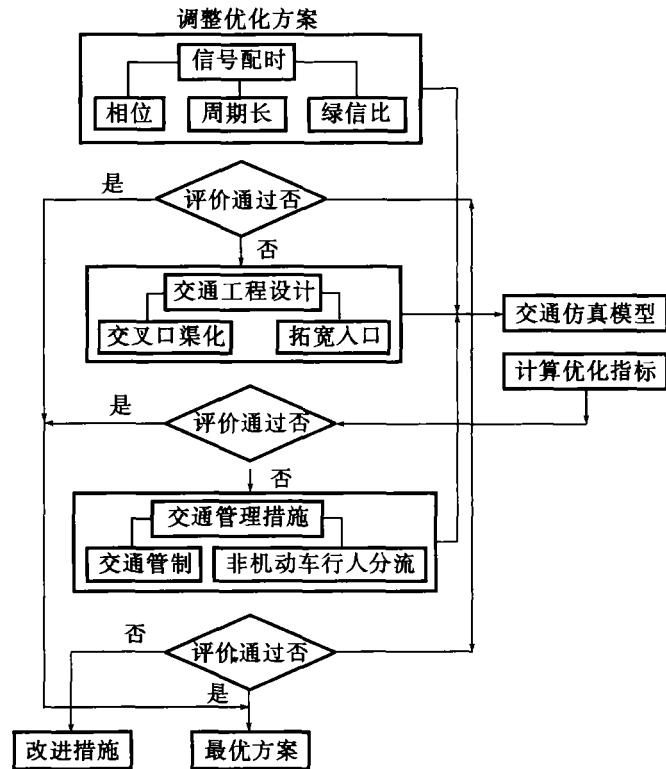 调整优化方案
信号配时
相位 周期长 绿信比
是 评价通过否
否
交通工程设计
交叉口渠化 拓宽入口 交通仿真模型
计算优化指标
是 评价通过否
否
交通管理措施
交通管制 非机动车行人分流
否 评价通过否
是
改进措施 最优方案